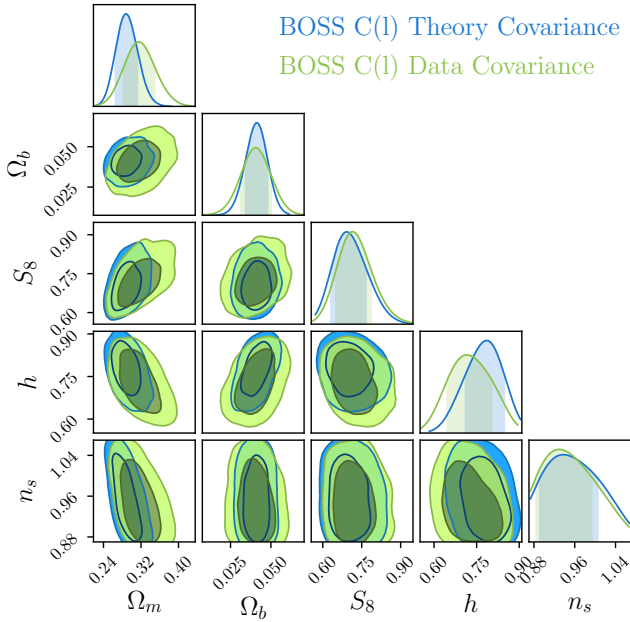 BOSS C(l) Theory Covariance
BOSS C(l) Data Covariance
Ω_b
0.050
0.025
S_8
0.90
0.75
0.60
h
0.90
0.75
0.60
n_s
1.04
0.96
0.88
0.24 0.32 0.40 0.025 0.050 0.60 0.75 0.90 0.60 0.75 0.90 0.88 0.96 1.04
Ω_m Ω_b S_8 h n_s